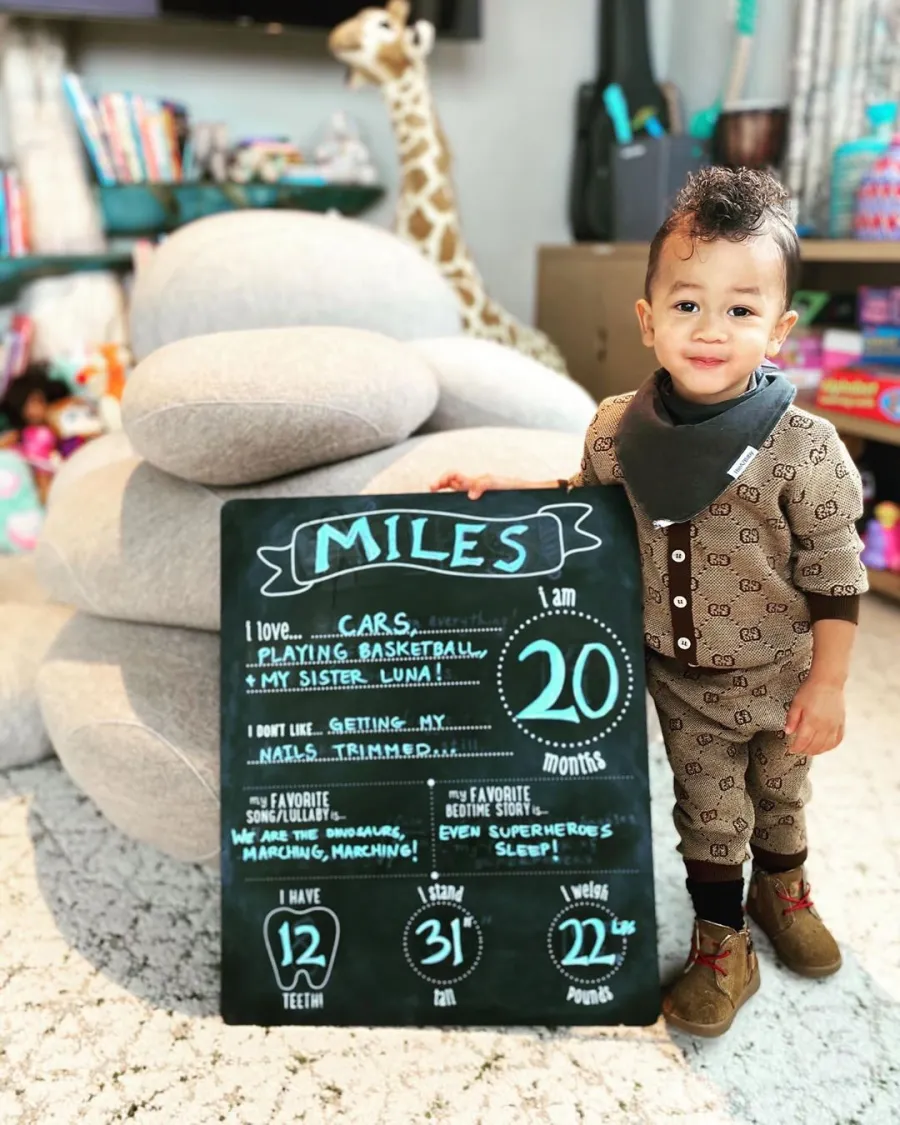 MILES
i love... CARS,
PLAYING BASKETBALL,
+ MY SISTER LUNA!
i am
20
months
I DON'T LIKE... GETTING MY
NAILS TRIMMED...
my FAVORITE
SONG/LULLABY is...
WE ARE THE DINOSAURS,
MARCHING, MARCHING!
my FAVORITE
BEDTIME STORY is...
EVEN SUPERHEROES
SLEEP!
I HAVE
12
TEETH!
I stand
31"
tall
I weigh
22 LBS
pounds